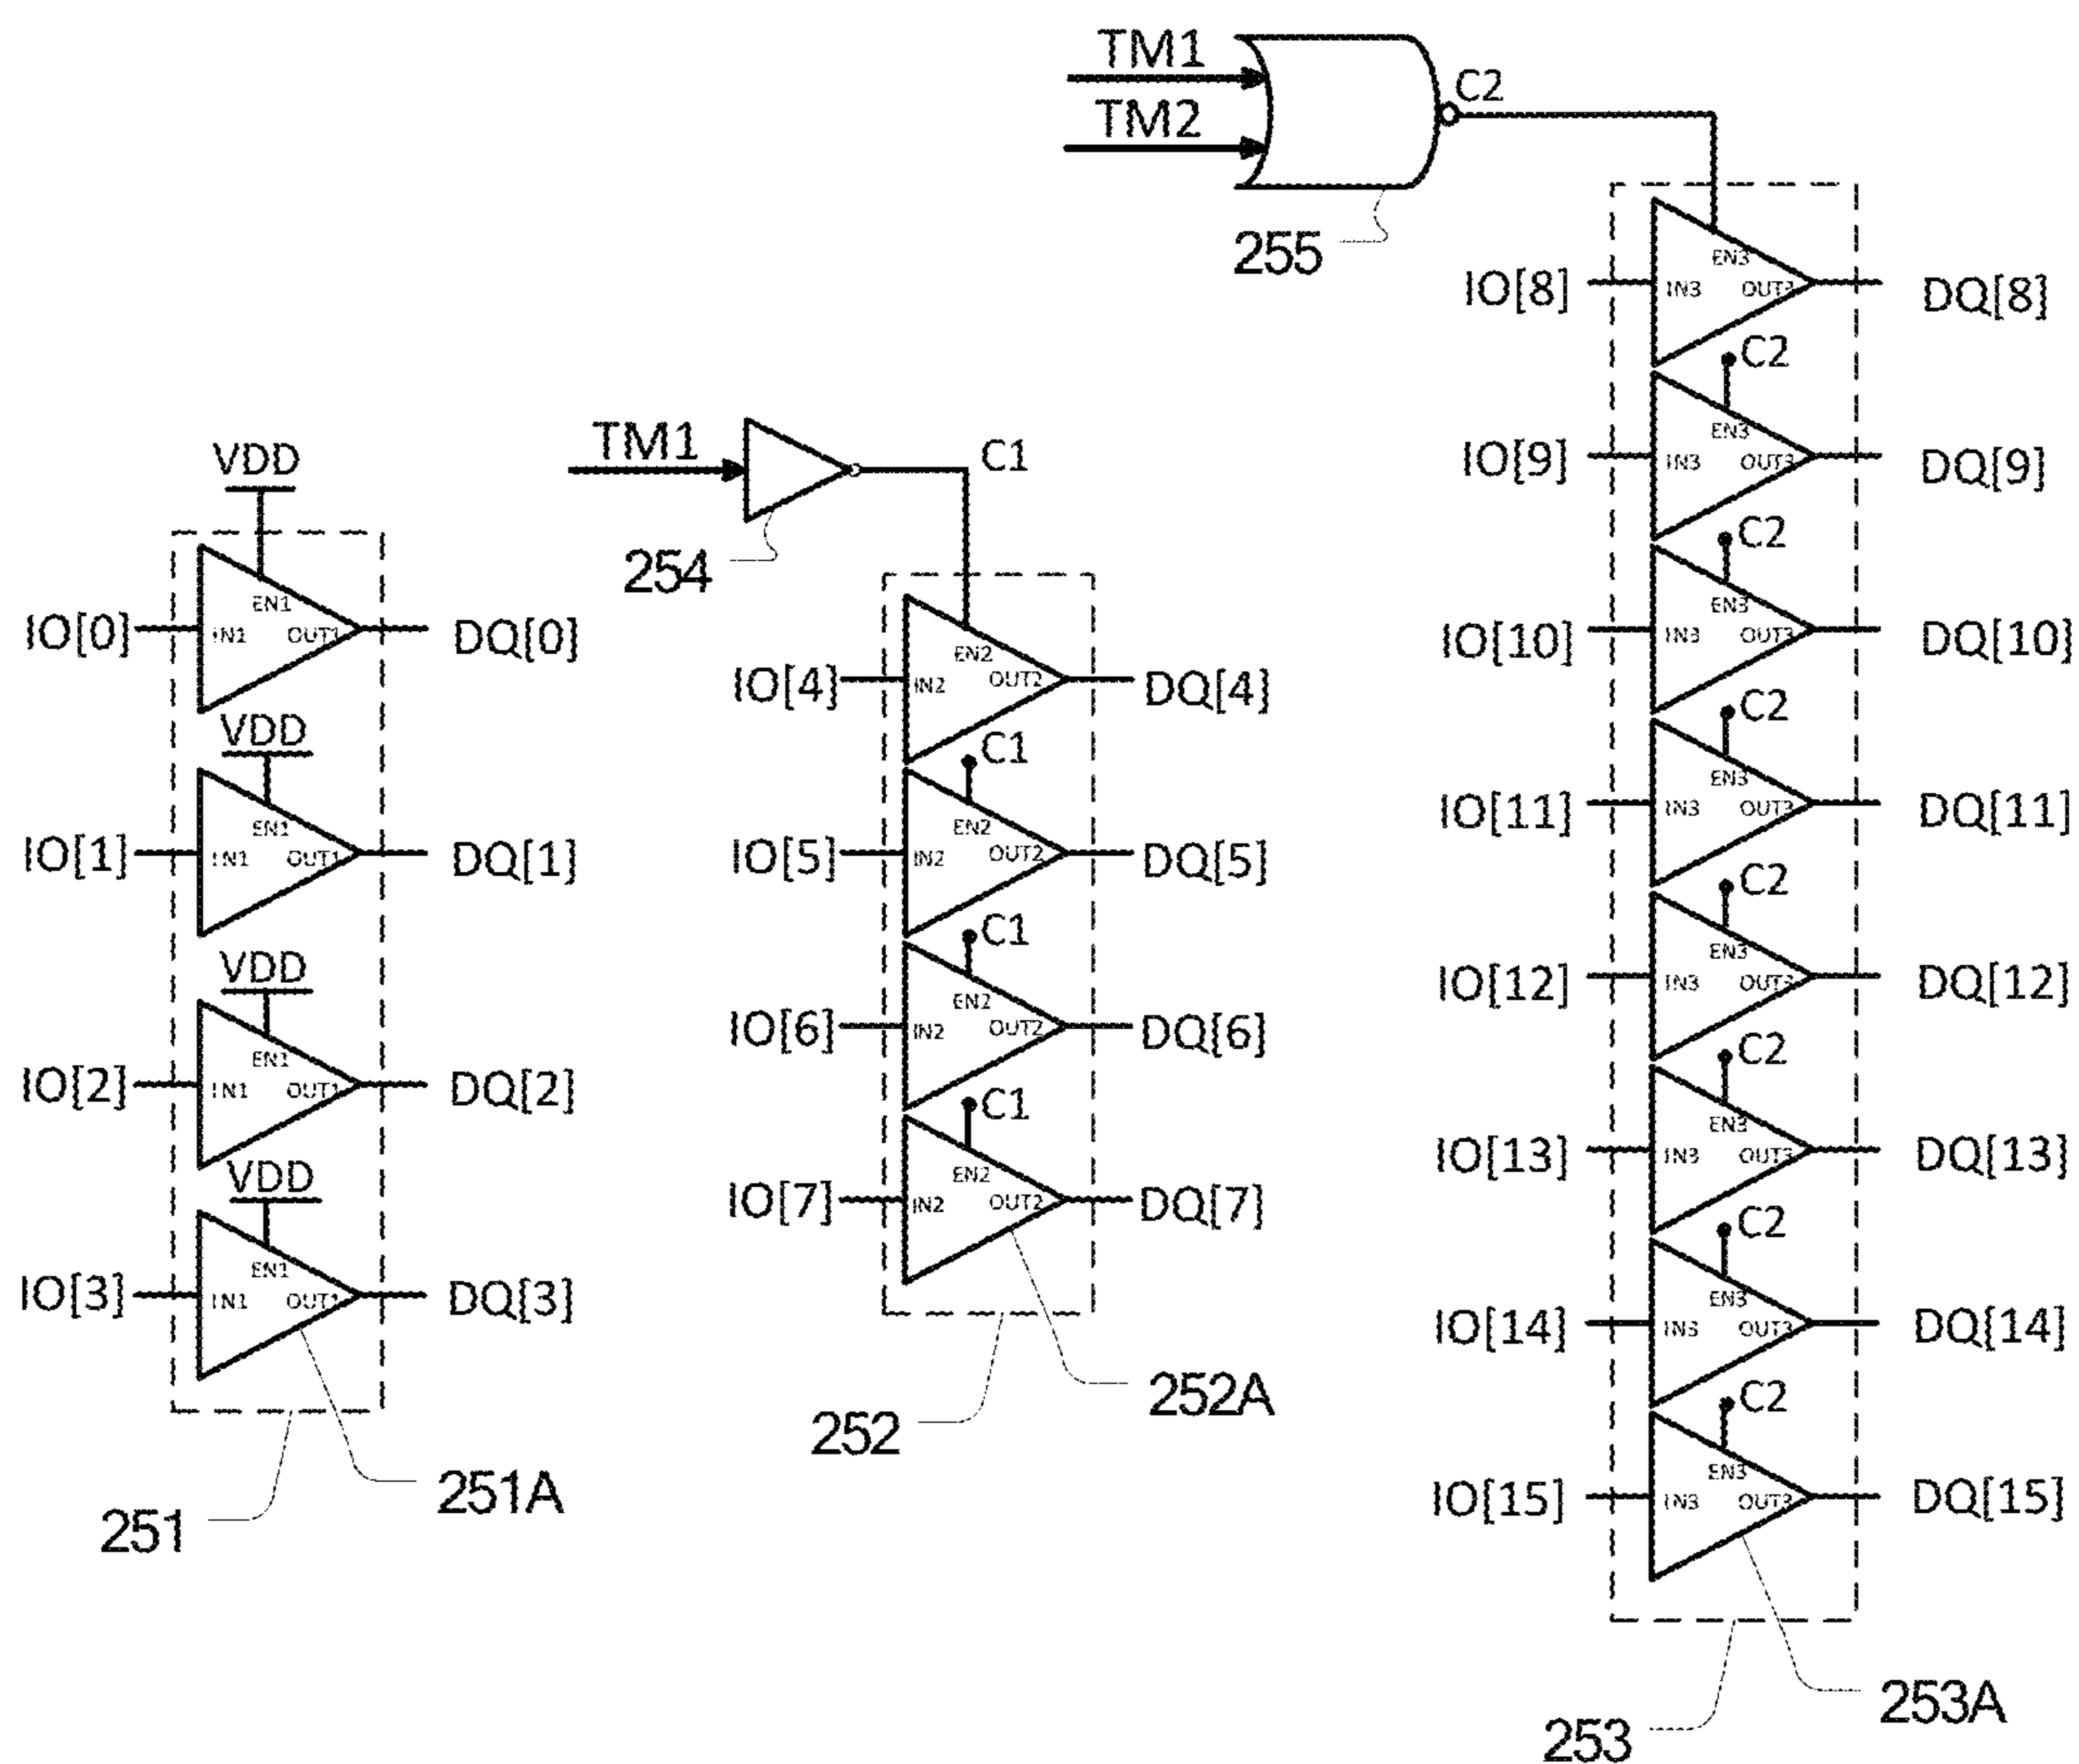 TM1
TM2
C2
255
IO[8]
IN3
EN3
OUT3
DQ[8]
C2
IO[9]
IN3
EN3
OUT3
DQ[9]
C2
IO[10]
IN3
EN3
OUT3
DQ[10]
C2
IO[11]
IN3
EN3
OUT3
DQ[11]
C2
IO[12]
IN3
EN3
OUT3
DQ[12]
C2
IO[13]
IN3
EN3
OUT3
DQ[13]
C2
IO[14]
IN3
EN3
OUT3
DQ[14]
C2
IO[15]
IN3
EN3
OUT3
DQ[15]
253A
253
TM1
C1
254
IO[4]
IN2
EN2
OUT2
DQ[4]
C1
IO[5]
IN2
EN2
OUT2
DQ[5]
C1
IO[6]
IN2
EN2
OUT2
DQ[6]
C1
IO[7]
IN2
EN2
OUT2
DQ[7]
252A
252
VDD
IO[0]
IN1
EN1
OUT1
DQ[0]
VDD
IO[1]
IN1
EN1
OUT1
DQ[1]
VDD
IO[2]
IN1
EN1
OUT1
DQ[2]
VDD
IO[3]
IN1
EN1
OUT1
DQ[3]
251A
251